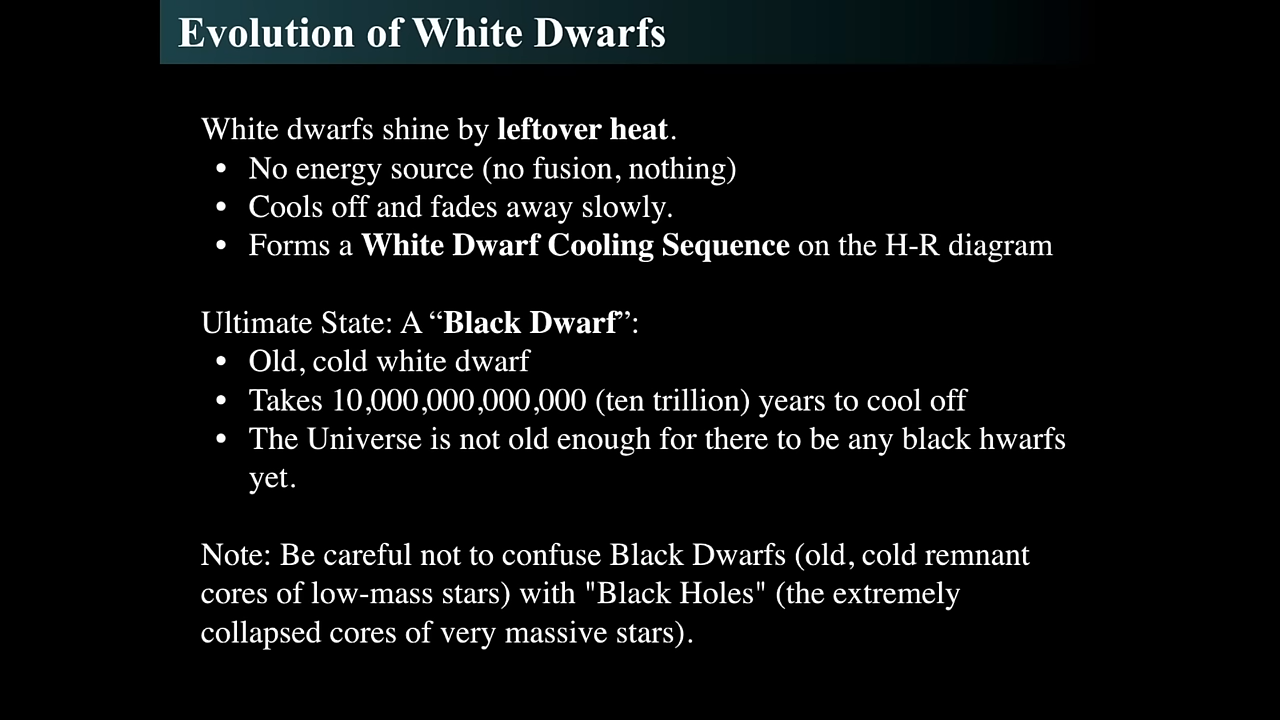 Evolution of White Dwarfs
White dwarfs shine by leftover heat.
• No energy source (no fusion, nothing)
• Cools off and fades away slowly.
• Forms a White Dwarf Cooling Sequence on the H-R diagram
Ultimate State: A “Black Dwarf”:
• Old, cold white dwarf
• Takes 10,000,000,000,000 (ten trillion) years to cool off
• The Universe is not old enough for there to be any black hwarfs
yet.
Note: Be careful not to confuse Black Dwarfs (old, cold remnant
cores of low-mass stars) with "Black Holes" (the extremely
collapsed cores of very massive stars).